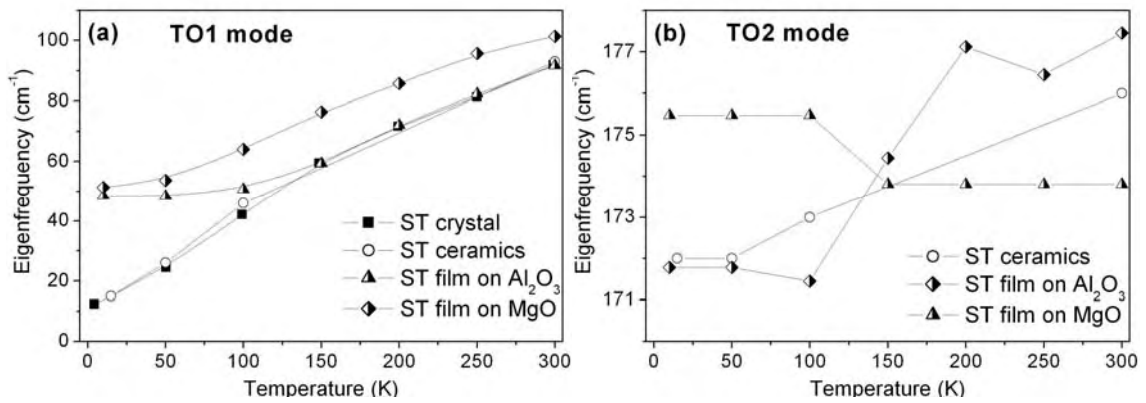 (a) TO1 mode
Eigenfrequency (cm⁻¹)
100
80
60
40
20
0
ST crystal
ST ceramics
ST film on Al₂O₃
ST film on MgO
0 50 100 150 200 250 300
Temperature (K)
(b) TO2 mode
Eigenfrequency (cm⁻¹)
177
175
173
171
ST ceramics
ST film on Al₂O₃
ST film on MgO
0 50 100 150 200 250 300
Temperature (K)